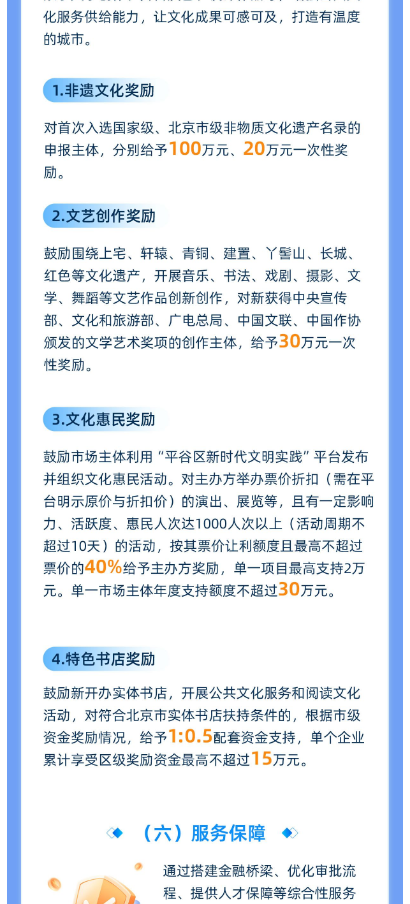 化服务供给能力，让文化成果可感可及，打造有温度
的城市。
1.非遗文化奖励
对首次入选国家级、北京市级非物质文化遗产名录的
申报主体，分别给予100万元、20万元一次性奖
励。
2.文艺创作奖励
鼓励围绕上宅、轩辕、青铜、建置、丫髻山、长城、
红色等文化遗产，开展音乐、书法、戏剧、摄影、文
学、舞蹈等文艺作品创新创作，对新获得中央宣传
部、文化和旅游部、广电总局、中国文联、中国作协
颁发的文学艺术奖项的创作主体，给予30万元一次
性奖励。
3.文化惠民奖励
鼓励市场主体利用“平谷区新时代文明实践”平台发布
并组织文化惠民活动。对主办方举办票价折扣（需在平
台明示原价与折扣价）的演出、展览等，且有一定影响
力、活跃度、惠民人次达1000人次以上（活动周期不
超过10天）的活动，按其票价让利额度且最高不超过
票价的40%给予主办方奖励，单一项目最高支持2万
元。单一市场主体年度支持额度不超过30万元。
4.特色书店奖励
鼓励新开办实体书店，开展公共文化服务和阅读文化
活动，对符合北京市实体书店扶持条件的，根据市级
资金奖励情况，给予1:0.5配套资金支持，单个企业
累计享受区级奖励资金最高不超过15万元。
（六）服务保障
通过搭建金融桥梁、优化审批流
程、提供人才保障等综合性服务